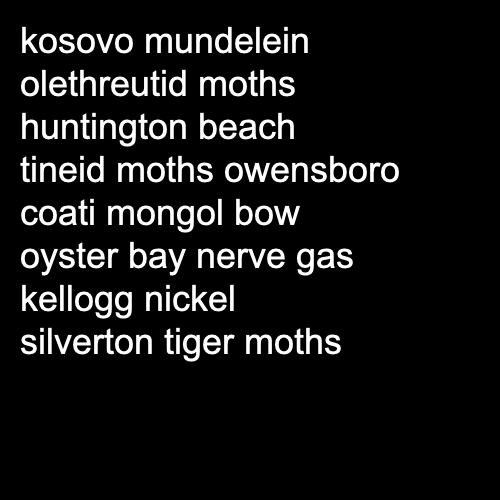 kosovo mundelein
olethreutid moths
huntington beach
tineid moths owensboro
coati mongol bow
oyster bay nerve gas
kellogg nickel
silverton tiger moths